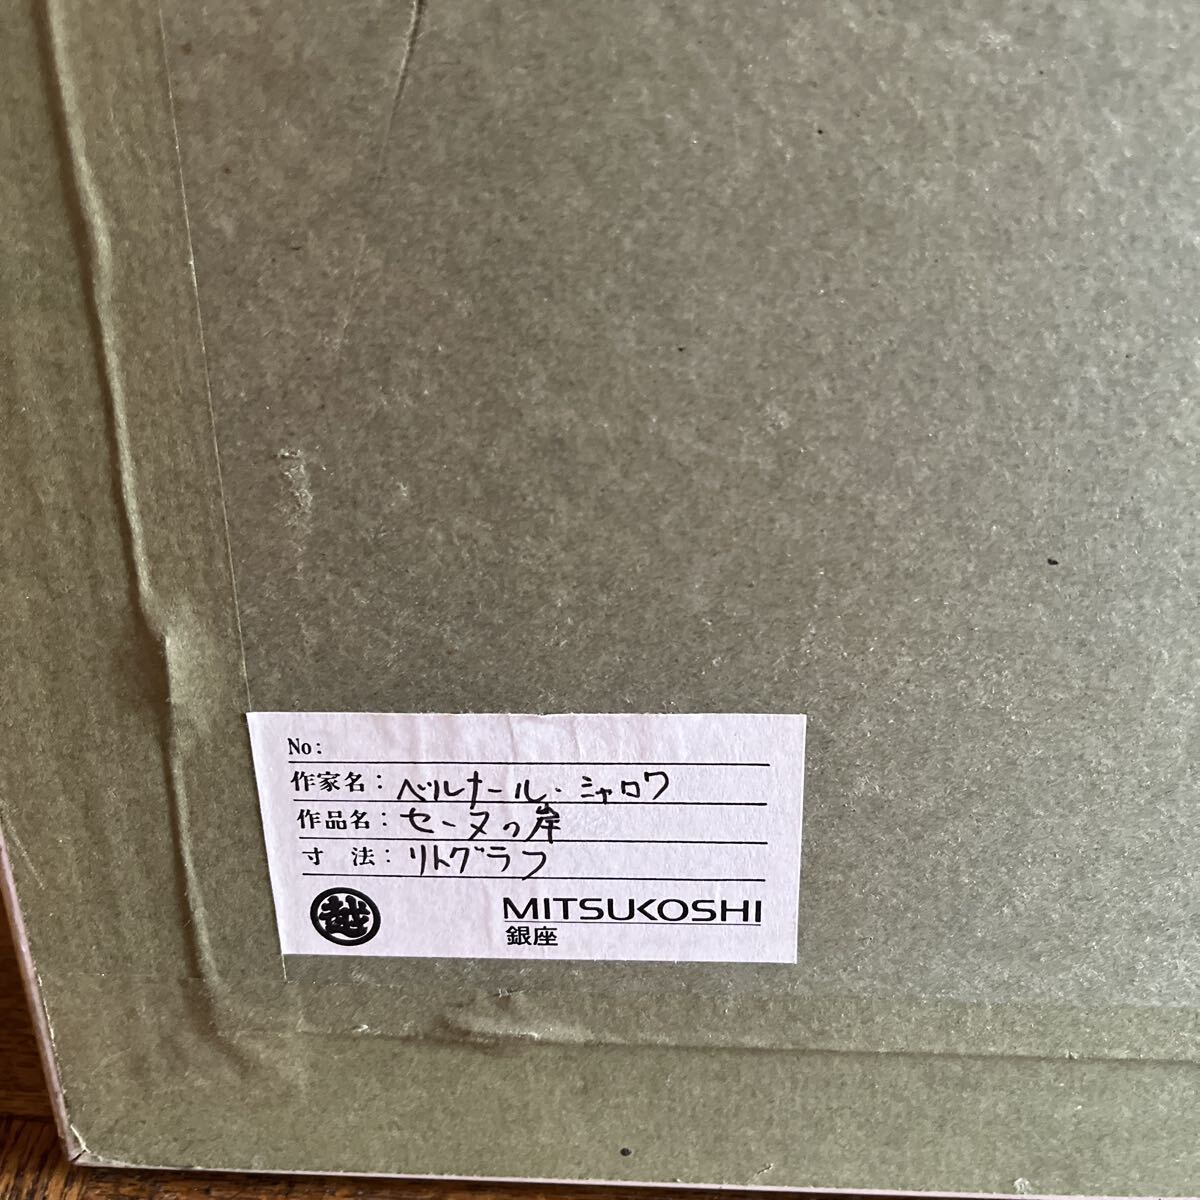 No:
作家名：ベルナール・シャロワ
作品名：セーヌの岸
寸　法：リトグラフ
越
MITSUKOSHI
銀座